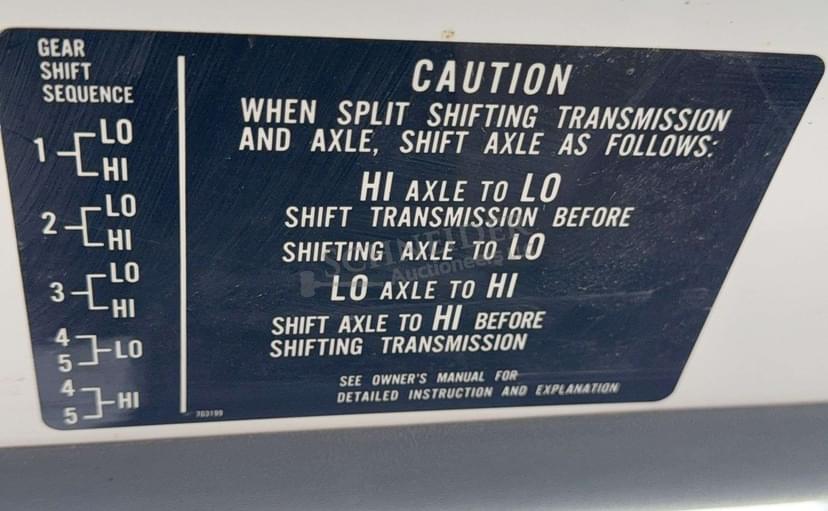 GEAR
SHIFT
SEQUENCE
1 LO
HI
2 LO
HI
3 LO
HI
4
5 LO
4
5 HI
CAUTION
WHEN SPLIT SHIFTING TRANSMISSION
AND AXLE, SHIFT AXLE AS FOLLOWS:
HI AXLE TO LO
SHIFT TRANSMISSION BEFORE
SHIFTING AXLE TO LO
LO AXLE TO HI
SHIFT AXLE TO HI BEFORE
SHIFTING TRANSMISSION
SEE OWNER'S MANUAL FOR
DETAILED INSTRUCTION AND EXPLANATION
SCHNEIDER
Auctioneers